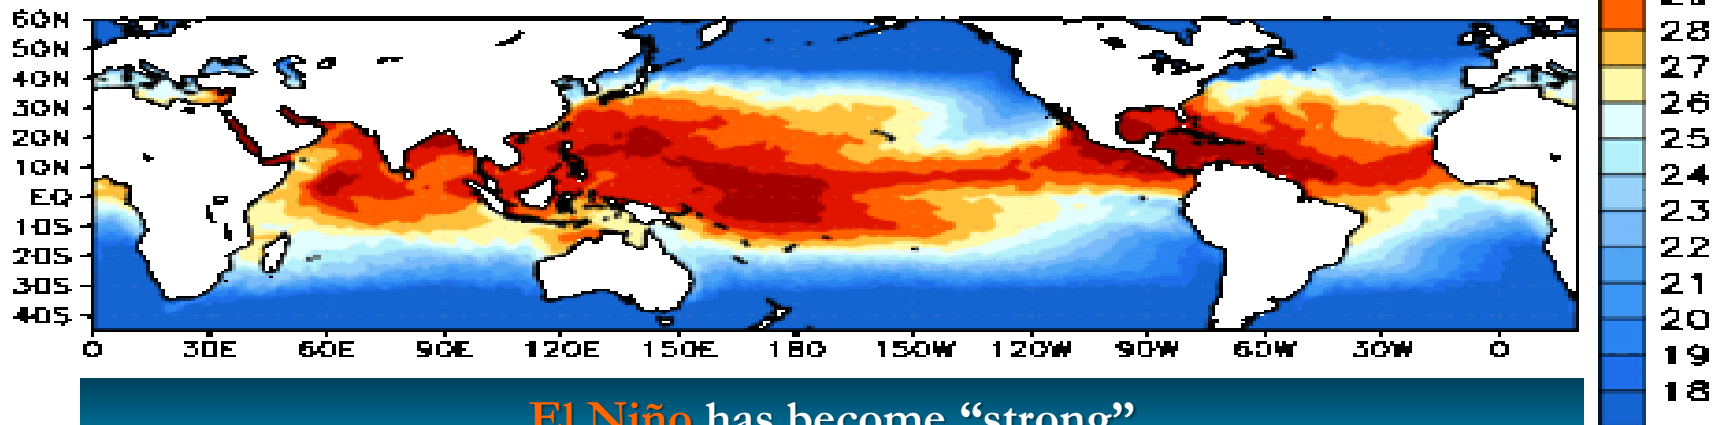 60N
50N
40N
30N
20N
10N
EQ
10S
20S
30S
40S
0 30E 60E 90E 120E 150E 180 150W 120W 90W 60W 30W 0
28
27
26
25
24
23
22
21
20
19
18
El Niño has become “strong”